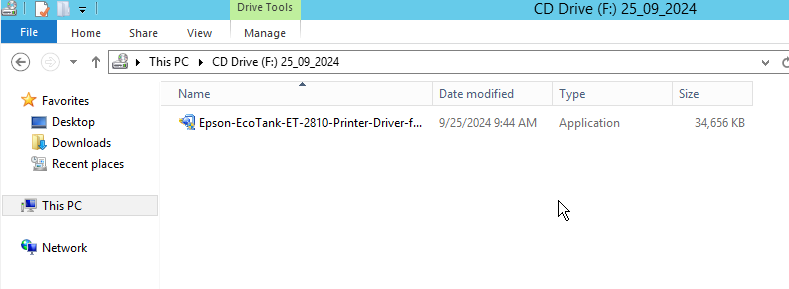 Drive Tools
CD Drive (F:) 25_09_2024
File Home Share View Manage
This PC CD Drive (F:) 25_09_2024
Name Date modified Type Size
Favorites
Desktop
Downloads
Recent places
This PC
Network
Epson-EcoTank-ET-2810-Printer-Driver-f... 9/25/2024 9:44 AM Application 34,656 KB